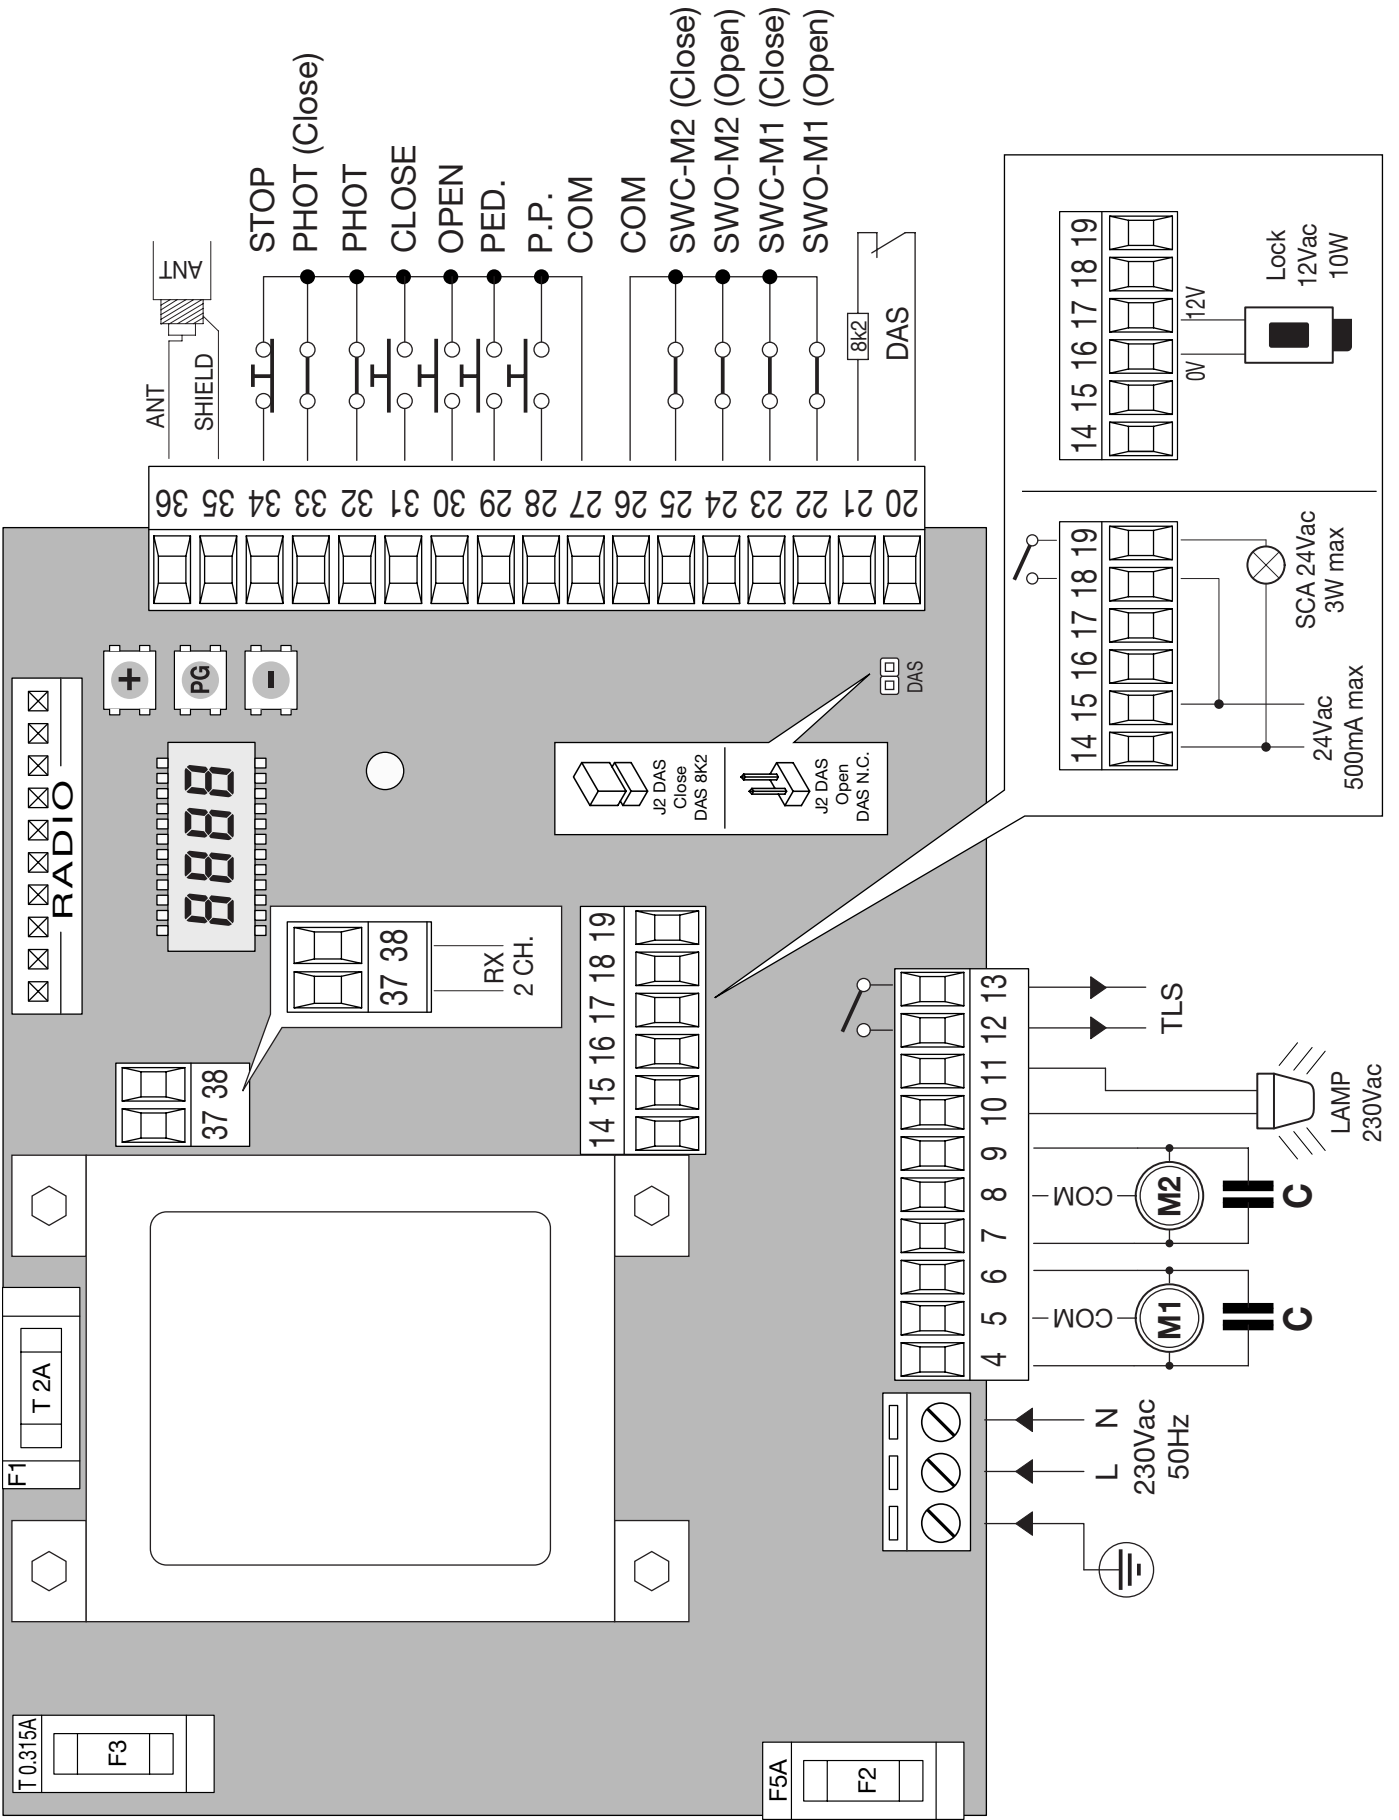 ANT
ANT
SHIELD
STOP
PHOT (Close)
PHOT
CLOSE
OPEN
PED.
P.P.
COM
COM
SWC-M2 (Close)
SWO-M2 (Open)
SWC-M1 (Close)
SWO-M1 (Open)
8k2
DAS
36
35
34
33
32
31
30
29
28
27
26
25
24
23
22
21
20
RADIO
+
PG
-
8888
DAS
J2 DAS
Close
DAS 8K2
J2 DAS
Open
DAS N.C.
37 38
37 38
RX
2 CH.
14 15 16 17 18 19
14 15 16 17 18 19
24Vac
500mA max
SCA 24Vac
3W max
14 15 16 17 18 19
0V
12V
Lock
12Vac
10W
F1
T 2A
T 0.315A
F3
F5A
F2
4 5 6 7 8 9 10 11 12 13
L N
230Vac
50Hz
COM
M1
C
COM
M2
C
LAMP
230Vac
TLS